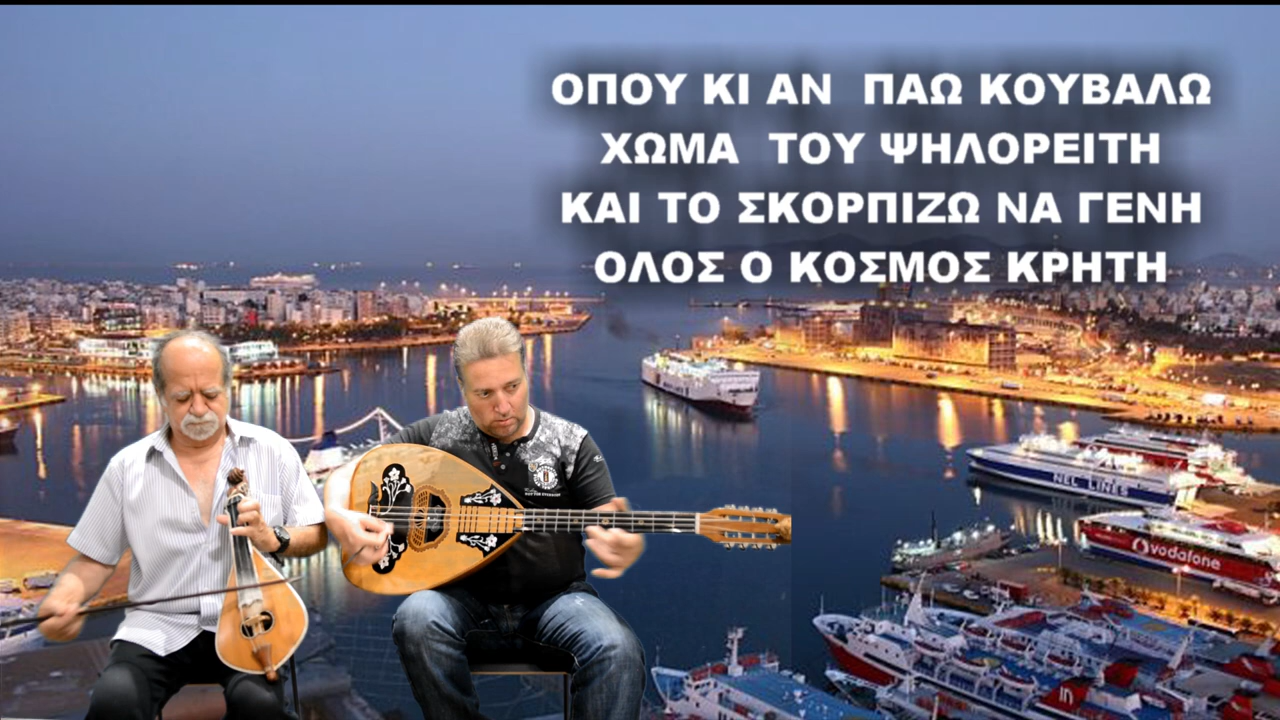 ΟΠΟΥ ΚΙ ΑΝ ΠΑΩ ΚΟΥΒΑΛΩ
ΧΩΜΑ ΤΟΥ ΨΗΛΟΡΕΙΤΗ
ΚΑΙ ΤΟ ΣΚΟΡΠΙΖΩ ΝΑ ΓΕΝΗ
ΟΛΟΣ Ο ΚΟΣΜΟΣ ΚΡΗΤΗ
NEL LINES
vodafone